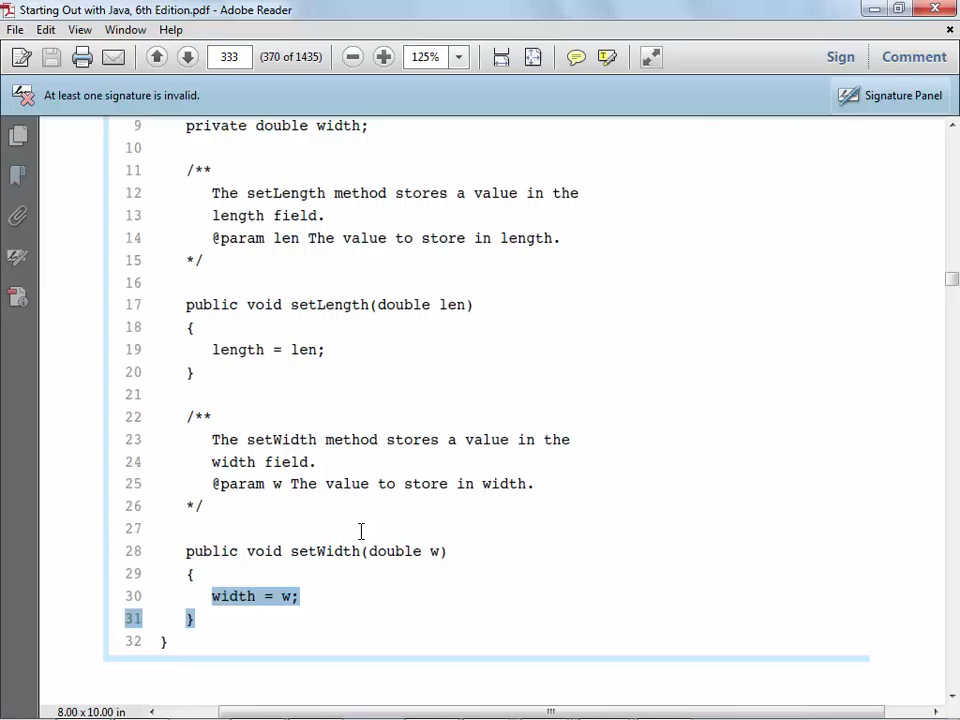 Starting Out with Java, 6th Edition.pdf - Adobe Reader
File Edit View Window Help
333 (370 of 1435) 125% Sign Comment
At least one signature is invalid. Signature Panel
9 private double width;
10
11 /**
12 The setLength method stores a value in the
13 length field.
14 @param len The value to store in length.
15 */
16
17 public void setLength(double len)
18 {
19 length = len;
20 }
21
22 /**
23 The setWidth method stores a value in the
24 width field.
25 @param w The value to store in width.
26 */
27
28 public void setWidth(double w)
29 {
30 width = w;
31 }
32 }
8.00 x 10.00 in